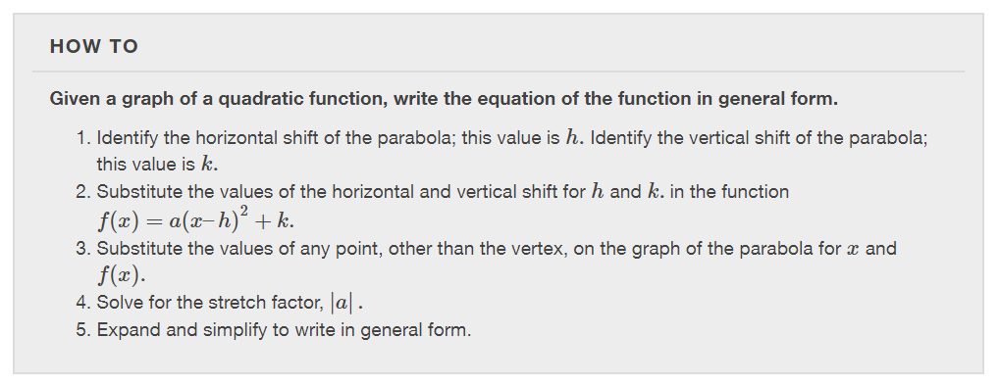 HOW TO
Given a graph of a quadratic function, write the equation of the function in general form.
1. Identify the horizontal shift of the parabola; this value is h. Identify the vertical shift of the parabola;
this value is k.
2. Substitute the values of the horizontal and vertical shift for h and k. in the function
f(x) = a(x–h)² + k.
3. Substitute the values of any point, other than the vertex, on the graph of the parabola for x and
f(x).
4. Solve for the stretch factor, |a| .
5. Expand and simplify to write in general form.